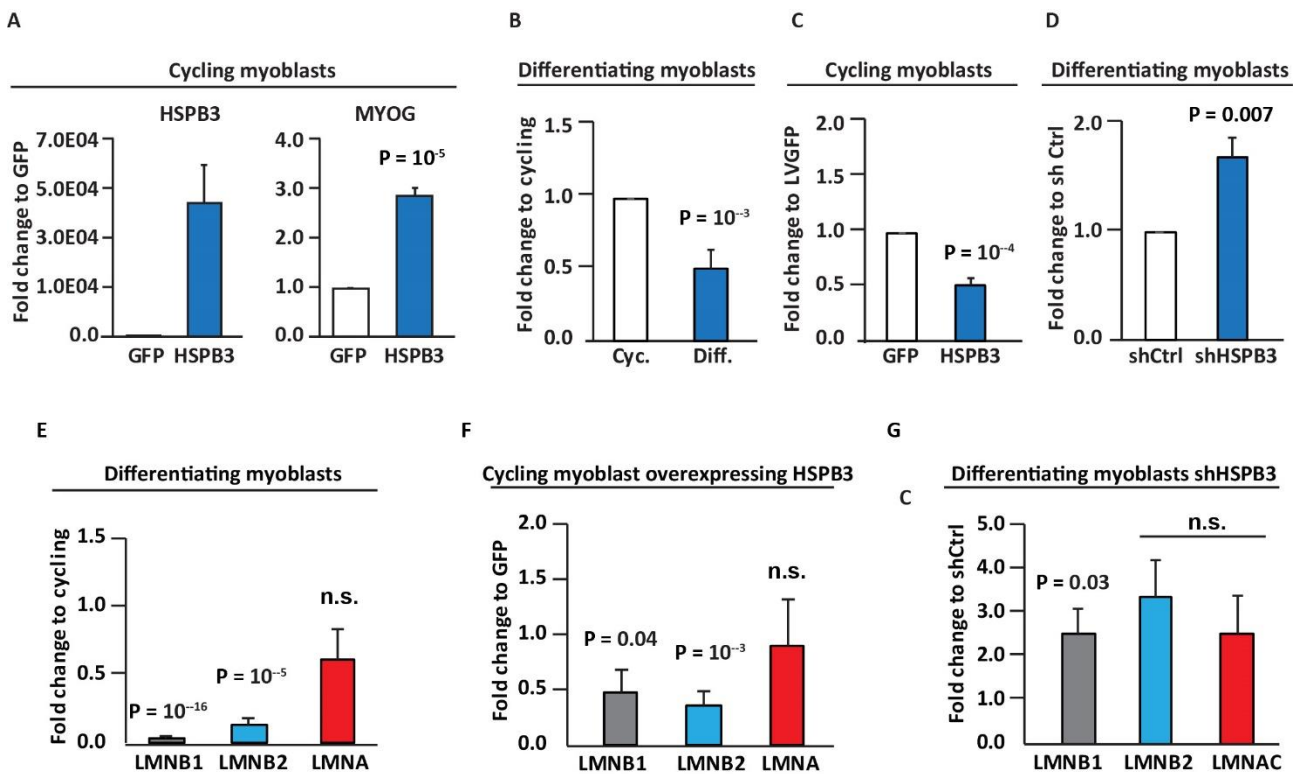 A
Cycling myoblasts
HSPB3
Fold change to GFP
7.0E04
5.0E04
3.0E04
1.0E04
0.0
GFP HSPB3
MYOG
P = 10-5
4.0
3.0
2.0
1.0
0.0
GFP HSPB3
B
Differentiating myoblasts
Fold change to cycling
1.5
1.0
0.5
0.0
P = 10--3
Cyc. Diff.
C
Cycling myoblasts
Fold change to LVGFP
2.0
1.5
1.0
0.5
0.0
P = 10--4
GFP HSPB3
D
Differentiating myoblasts
P = 0.007
Fold change to sh Ctrl
2.0
1.0
0.0
shCtrl shHSPB3
E
Differentiating myoblasts
Fold change to cycling
1.5
1.0
0.5
0.0
P = 10--16
P = 10--5
n.s.
LMNB1 LMNB2 LMNA
F
Cycling myoblast overexpressing HSPB3
Fold change to GFP
2.0
1.5
1.0
0.5
0.0
P = 0.04
P = 10--3
n.s.
LMNB1 LMNB2 LMNA
G
Differentiating myoblasts shHSPB3
C
Fold change to shCtrl
5.0
4.0
3.0
2.0
1.0
0.0
P = 0.03
n.s.
LMNB1 LMNB2 LMNAC